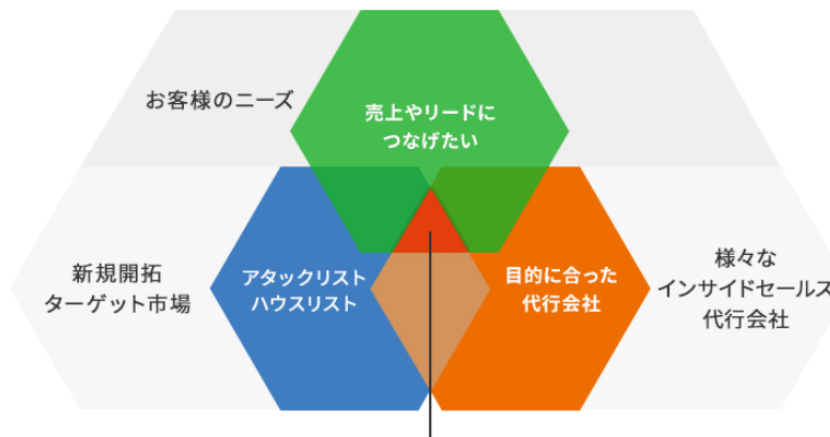 お客様のニーズ
売上やリードに
つなげたい
新規開拓
ターゲット市場
アタックリスト
ハウスリスト
目的に合った
代行会社
様々な
インサイドセールス
代行会社